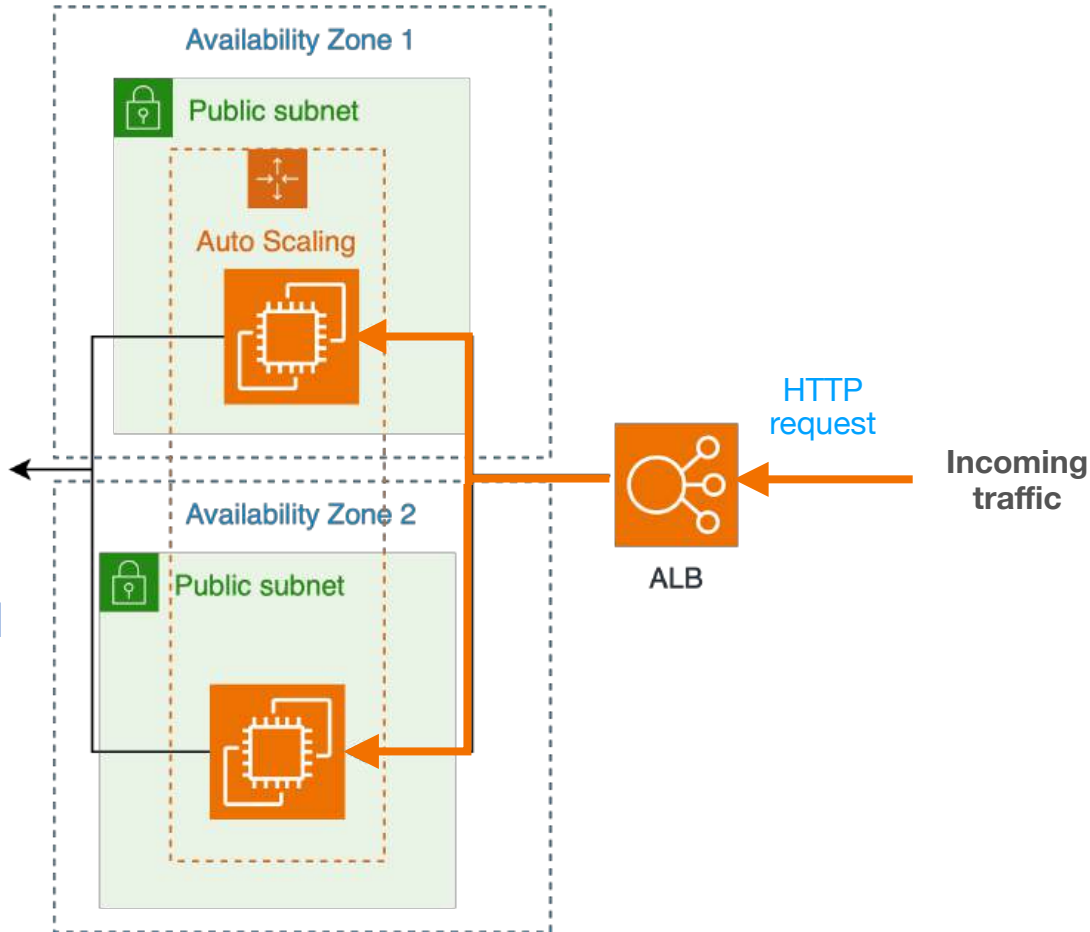 Availability Zone 1
Public subnet
Auto Scaling
HTTP
request
Incoming
traffic
ALB
Availability Zone 2
Public subnet